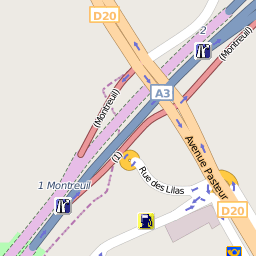 D20
2
(Montreuil)
(Montreuil)
A3
Avenue Pasteur
(1)
Rue des Lilas
1 Montreuil
D20